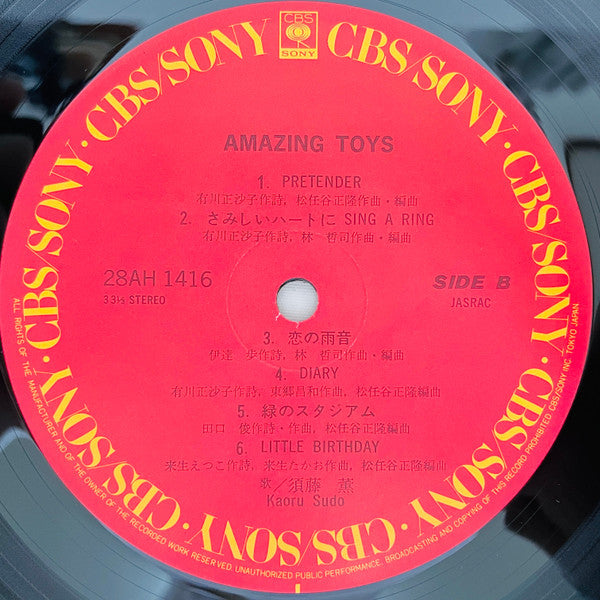 CBS
SONY
CBS/SONY · CBS/SONY · CBS/SONY · CBS/SONY · CBS/SONY · CBS/SONY · CBS/SONY · CBS/SONY ·
AMAZING TOYS
1. PRETENDER
有川正沙子作詩, 松任谷正隆作曲・編曲
2. さみしいハートに SING A RING
有川正沙子作詩, 林 哲司作曲・編曲
28AH 1416
SIDE B
33⅓ STEREO
JASRAC
3. 恋の雨音
伊達 歩作詩, 林 哲司作曲・編曲
4. DIARY
有川正沙子作詩, 東郷昌和作曲, 松任谷正隆編曲
5. 緑のスタジアム
田口 俊作詩・作曲, 松任谷正隆編曲
6. LITTLE BIRTHDAY
来生えつこ作詩, 来生たかお作曲, 松任谷正隆編曲
歌／須藤 薫
Kaoru Sudo
ALL RIGHTS OF THE MANUFACTURER AND OF THE OWNER OF THE RECORDED WORK RESERVED. UNAUTHORIZED PUBLIC PERFORMANCE, BROADCASTING AND COPYING OF THIS RECORD PROHIBITED. CBS/SONY INC. TOKYO JAPAN